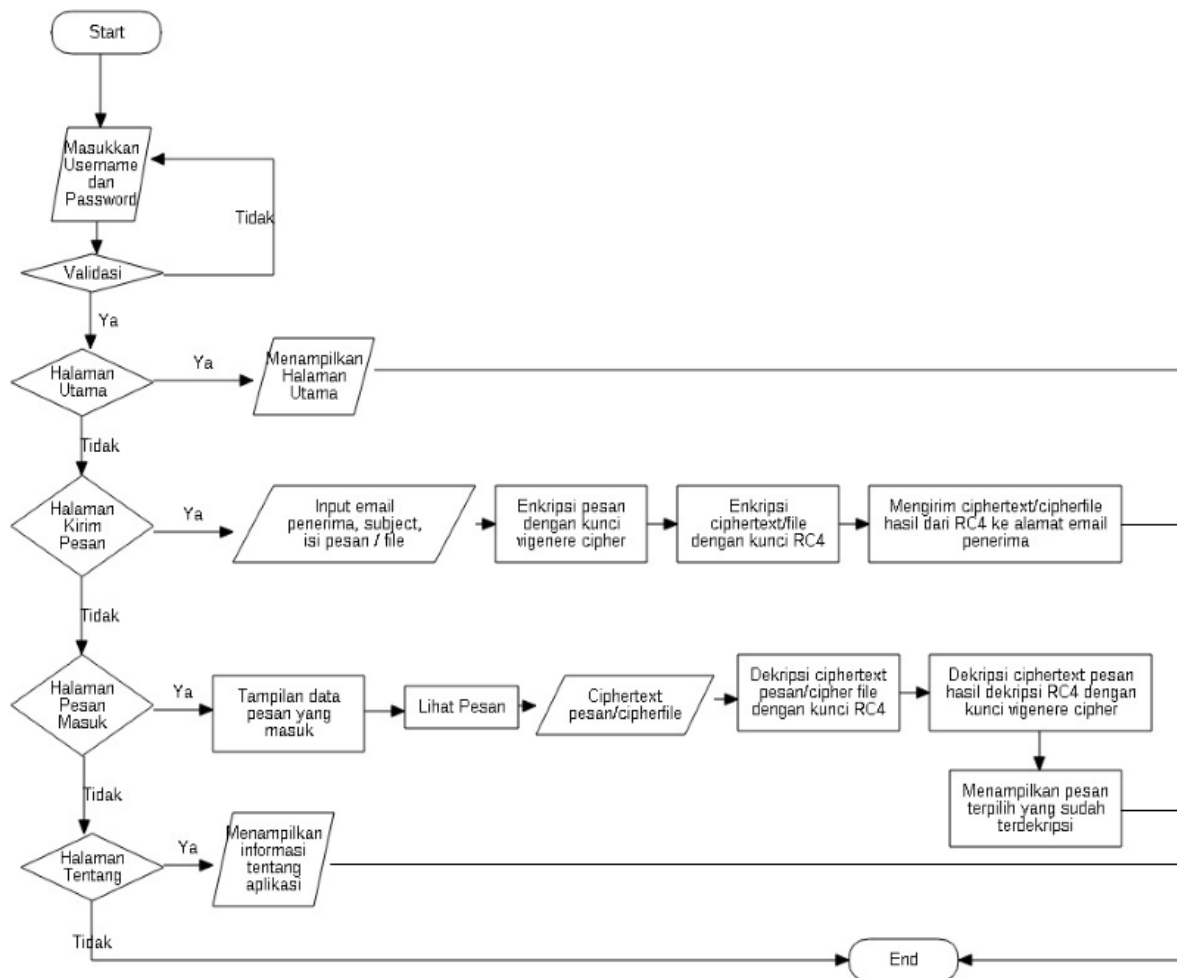 Start
Masukkan
Username
dan
Password
Tidak
Validasi
Ya
Halaman
Utama
Ya
Menampilkan
Halaman
Utama
Tidak
Halaman
Kirim
Pesan
Ya
Input email
penerima, subject,
isi pesan / file
Enkripsi pesan
dengan kunci
vigenere cipher
Enkripsi
ciphertext/file
dengan kunci RC4
Mengirim ciphertext/cipherfile
hasil dari RC4 ke alamat email
penerima
Tidak
Halaman
Pesan
Masuk
Ya
Tampilan data
pesan yang
masuk
Lihat Pesan
Ciphertext
pesan/cipherfile
Dekripsi ciphertext
pesan/cipher file
dengan kunci RC4
Dekripsi ciphertext pesan
hasil dekripsi RC4 dengan
kunci vigenere cipher
Menampilkan pesan
terpilih yang sudah
terdekripsi
Tidak
Halaman
Tentang
Ya
Menampilkan
informasi
tentang
aplikasi
Tidak
End